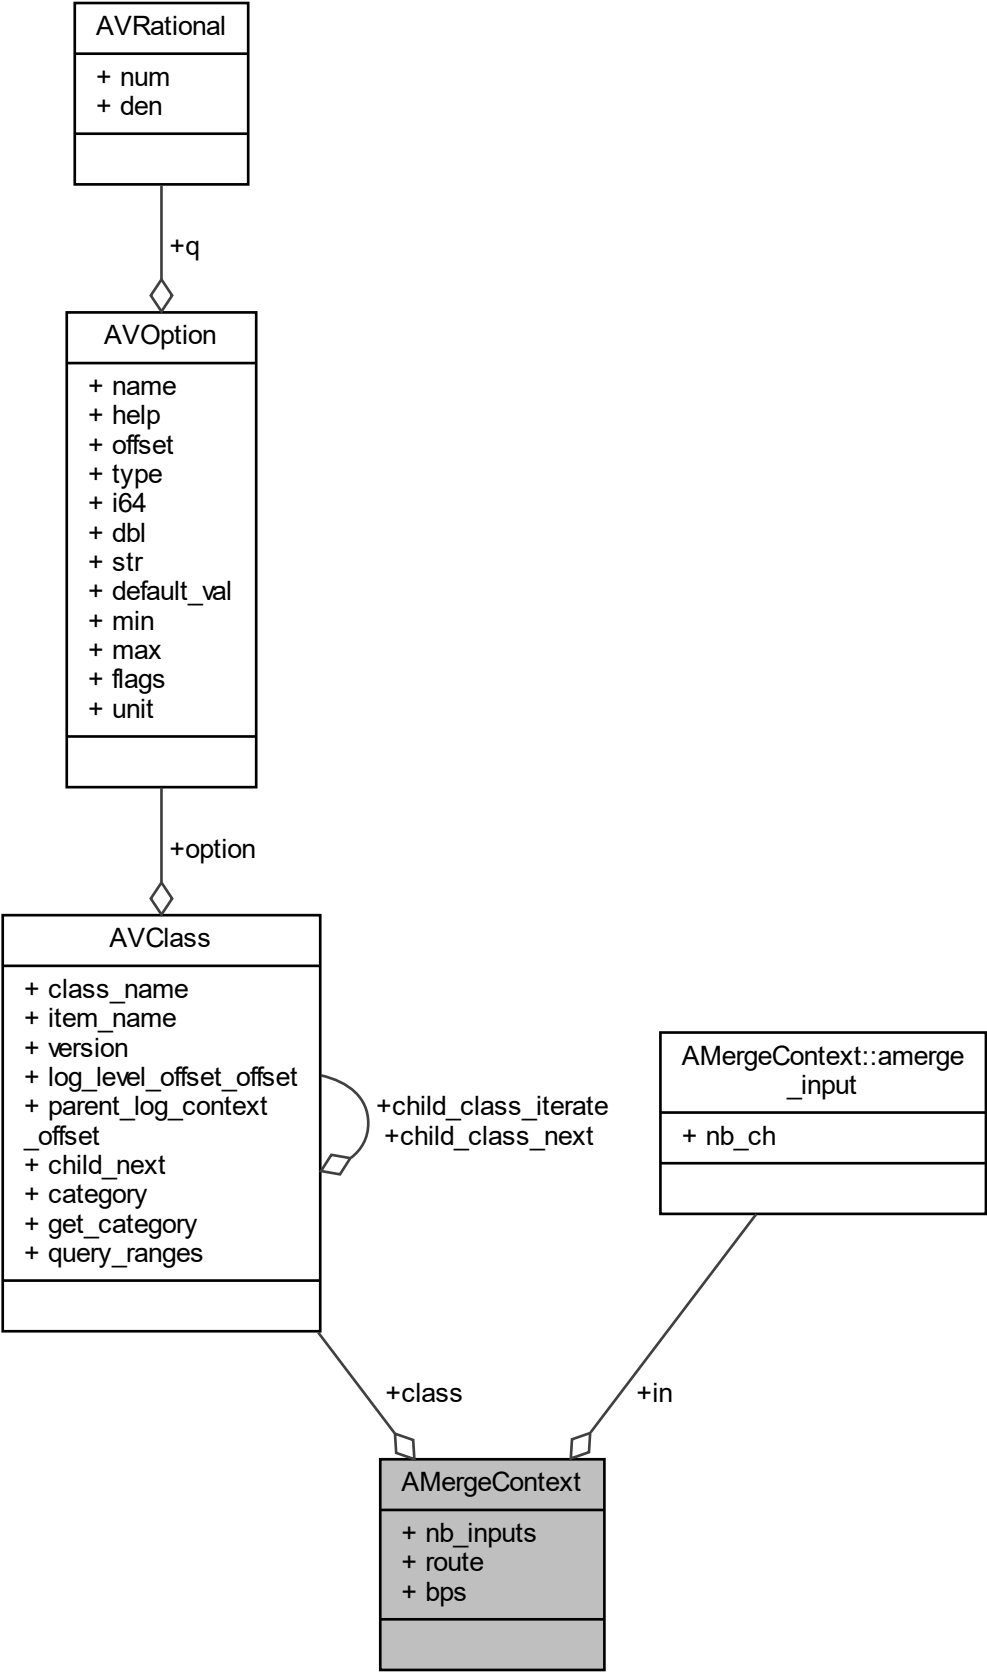 AVRational
+ num
+ den
+q
AVOption
+ name
+ help
+ offset
+ type
+ i64
+ dbl
+ str
+ default_val
+ min
+ max
+ flags
+ unit
+option
AVClass
+ class_name
+ item_name
+ version
+ log_level_offset_offset
+ parent_log_context
_offset
+ child_next
+ category
+ get_category
+ query_ranges
+child_class_iterate
+child_class_next
AMergeContext::amerge
_input
+ nb_ch
+class
+in
AMergeContext
+ nb_inputs
+ route
+ bps